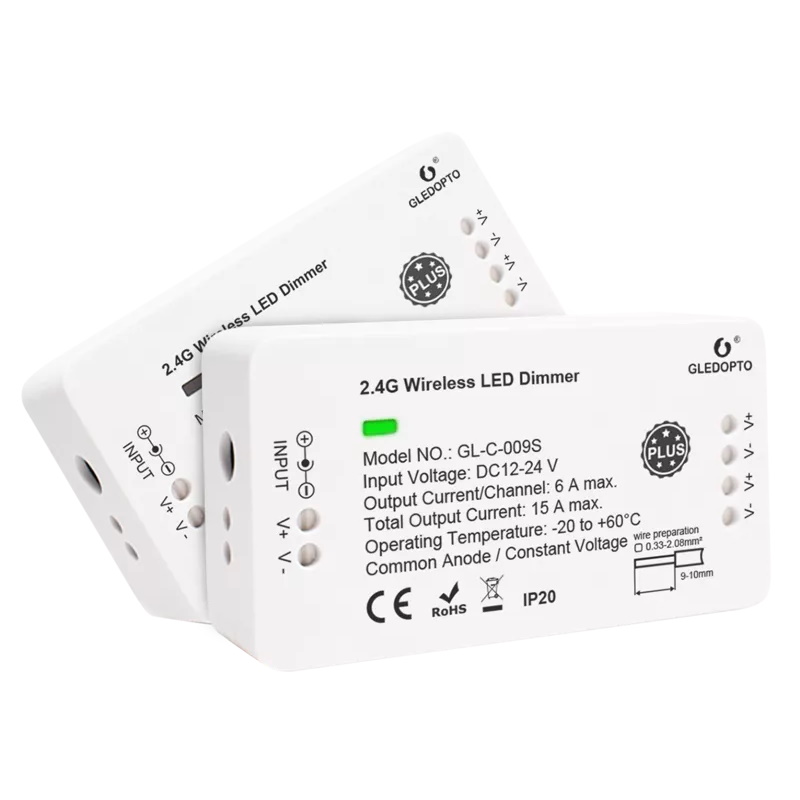 GLEDOPTO
®
PLUS
V+
V-
V+
V-
2.4G Wireless LED Dimmer
INPUT
V+
V-
GLEDOPTO
®
2.4G Wireless LED Dimmer
Model NO.: GL-C-009S
Input Voltage: DC12-24 V
Output Current/Channel: 6 A max.
Total Output Current: 15 A max.
Operating Temperature: -20 to +60°C
Common Anode / Constant Voltage
PLUS
V+
V-
V+
V-
INPUT
V+
V-
wire preparation
0.33-2.08mm²
9-10mm
CE
RoHS
IP20